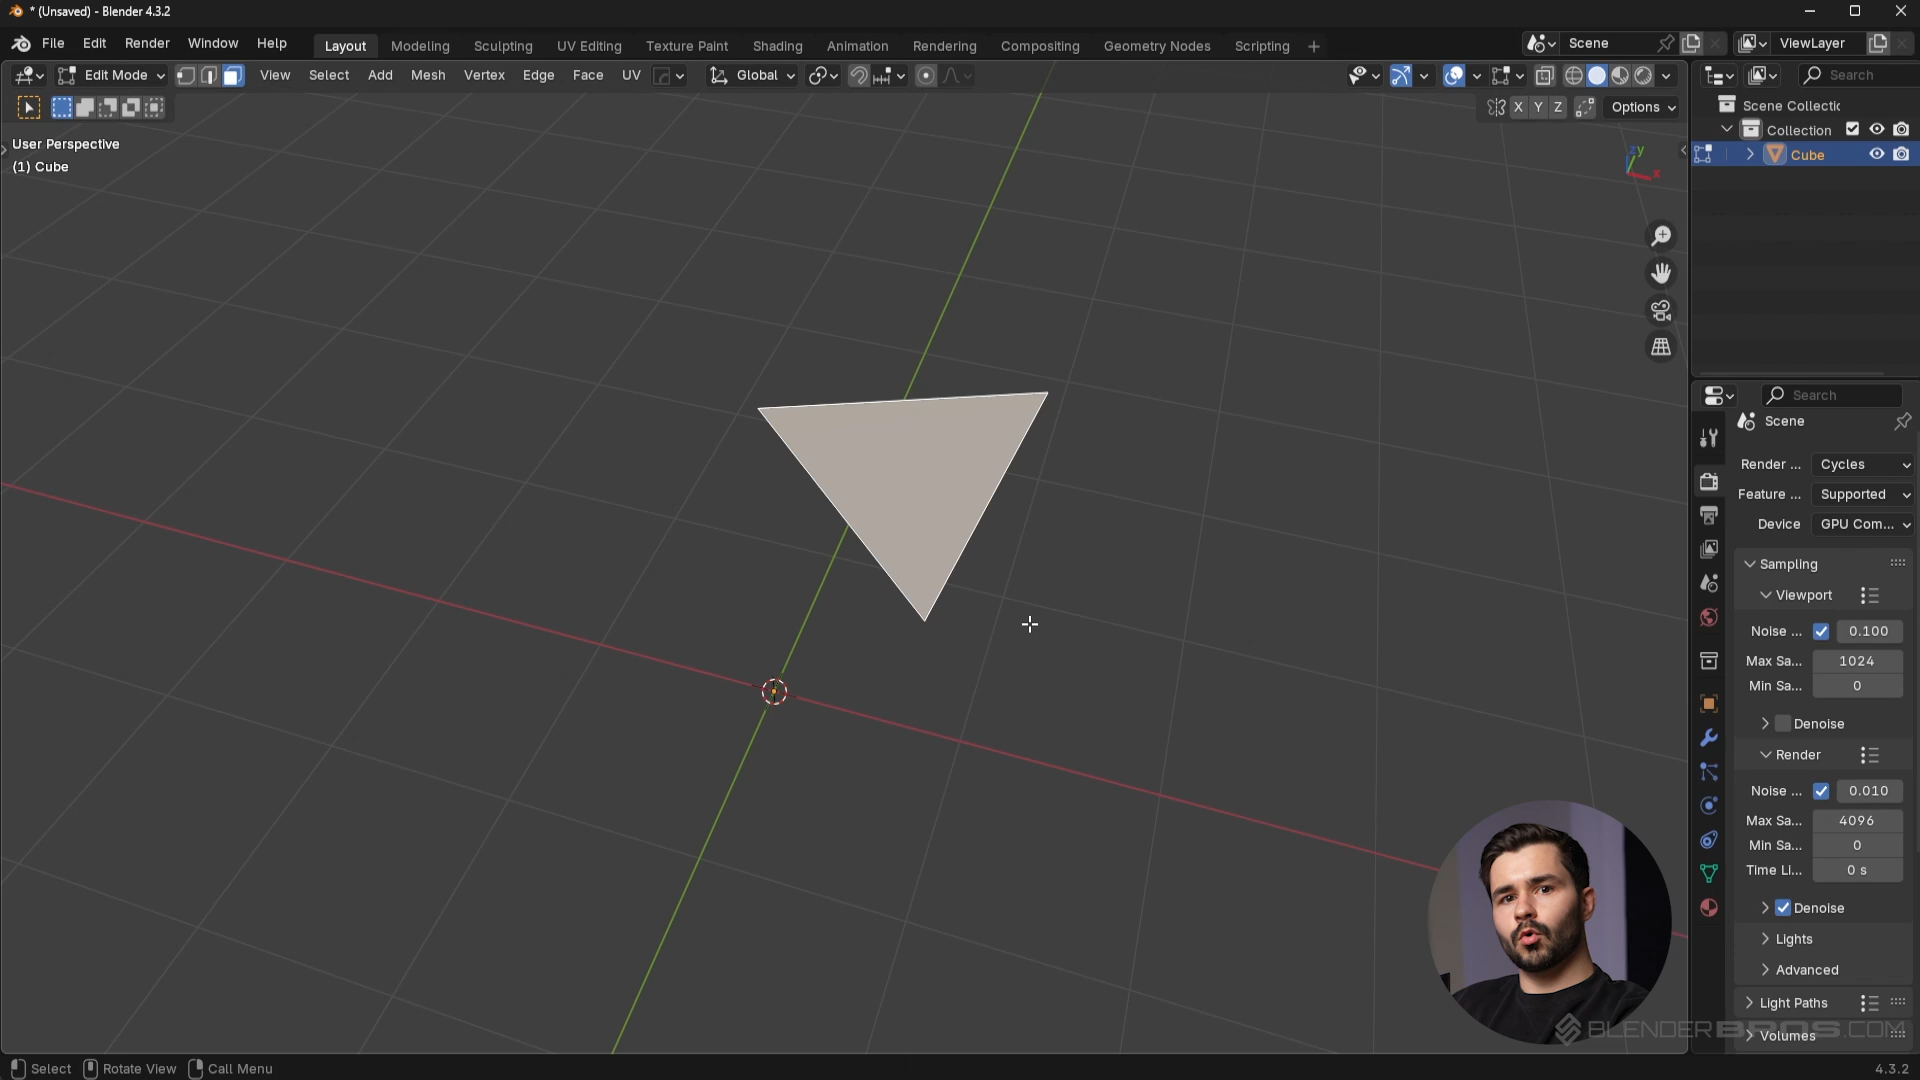 * (Unsaved) - Blender 4.3.2
File Edit Render Window Help Layout Modeling Sculpting UV Editing Texture Paint Shading Animation Rendering Compositing Geometry Nodes Scripting + Scene ViewLayer
Edit Mode View Select Add Mesh Vertex Edge Face UV Global Search
X Y Z Options
User Perspective
(1) Cube
Scene Collectic
Collection
Cube
Z Y
X
Search
Scene
Render ... Cycles
Feature ... Supported
Device GPU Com...
Sampling
Viewport
Noise ... 0.100
Max Sa... 1024
Min Sa... 0
Denoise
Render
Noise ... 0.010
Max Sa... 4096
Min Sa... 0
Time Li... 0 s
Denoise
Lights
Advanced
Light Paths
BLENDERBROS.COM
Volumes
Select Rotate View Call Menu 4.3.2